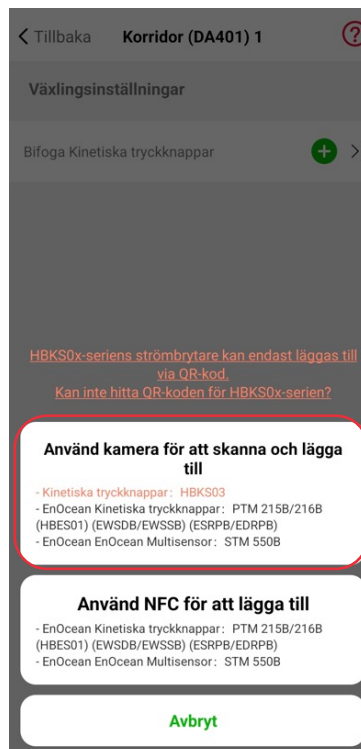 Tillbaka
Korridor (DA401) 1
?
Växlingsinställningar
Bifoga Kinetiska tryckknappar
HBKS0x-seriens strömbrytare kan endast läggas till
via QR-kod.
Kan inte hitta QR-koden för HBKS0x-serien?
Använd kamera för att skanna och lägga
till
- Kinetiska tryckknappar: HBKS03
- EnOcean Kinetiska tryckknappar: PTM 215B/216B
(HBES01) (EWSDB/EWSSB) (ESRPB/EDRPB)
- EnOcean EnOcean Multisensor: STM 550B
Använd NFC för att lägga till
- EnOcean Kinetiska tryckknappar: PTM 215B/216B
(HBES01) (EWSDB/EWSSB) (ESRPB/EDRPB)
- EnOcean EnOcean Multisensor: STM 550B
Avbryt